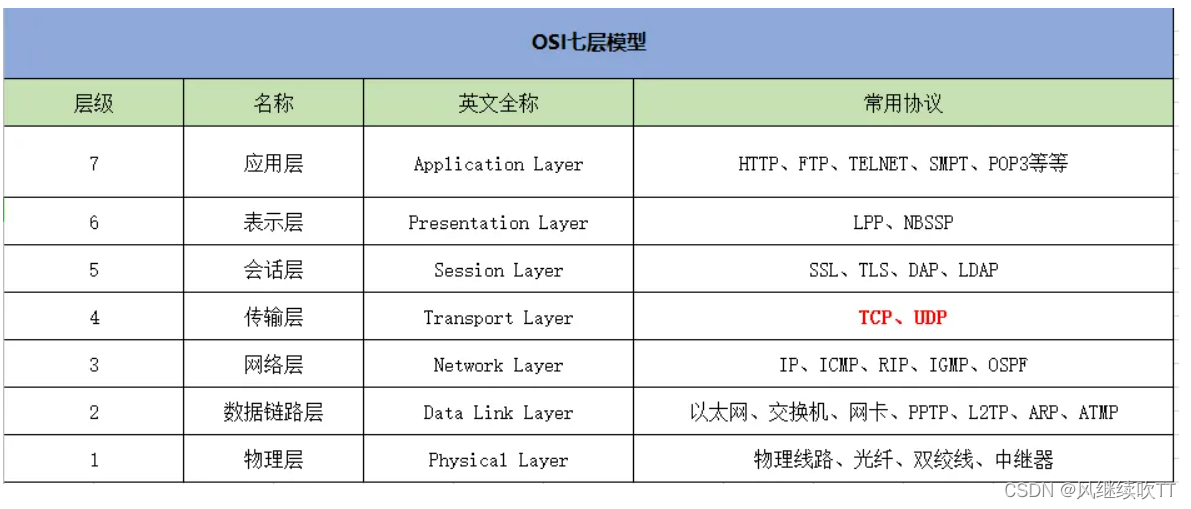 OSI七层模型
层级 名称 英文全称 常用协议
7 应用层 Application Layer HTTP、FTP、TELNET、SMPT、POP3等等
6 表示层 Presentation Layer LPP、NBSSP
5 会话层 Session Layer SSL、TLS、DAP、LDAP
4 传输层 Transport Layer TCP、UDP
3 网络层 Network Layer IP、ICMP、RIP、IGMP、OSPF
2 数据链路层 Data Link Layer 以太网、交换机、网卡、PPTP、L2TP、ARP、ATMP
1 物理层 Physical Layer 物理线路、光纤、双绞线、中继器
CSDN @风继续吹TT